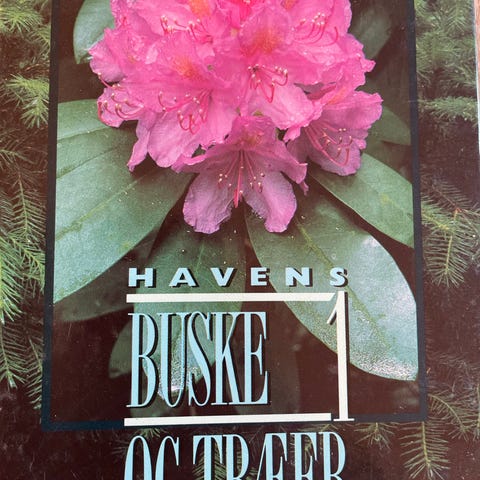 HAVENS
BUSKE 1
OG TRÆER